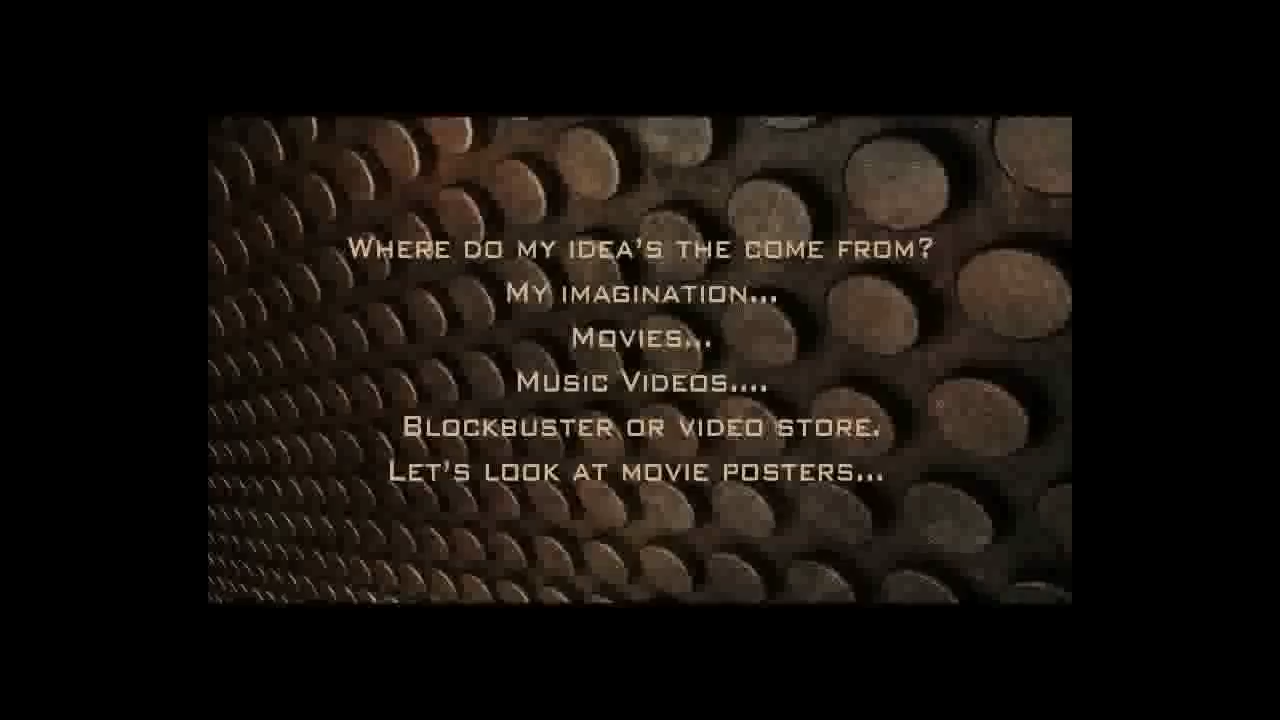 Where do my idea's the come from?
My imagination...
Movies...
Music Videos....
Blockbuster or video store.
Let's look at movie posters...